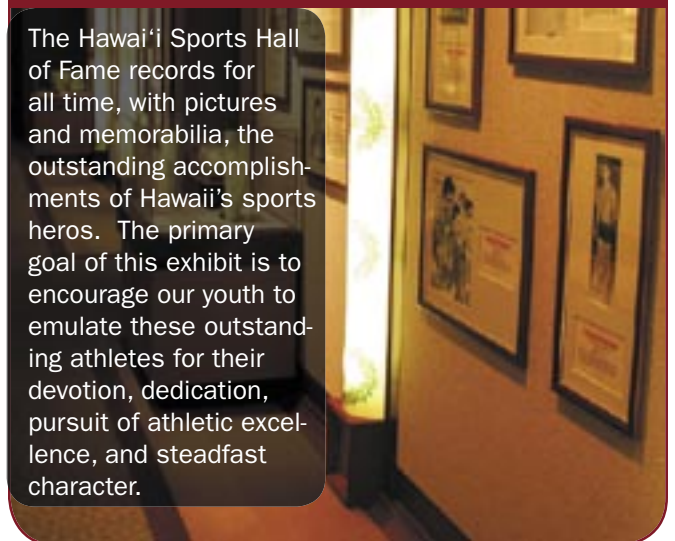 The Hawai‘i Sports Hall
of Fame records for
all time, with pictures
and memorabilia, the
outstanding accomplish-
ments of Hawaii’s sports
heros.  The primary
goal of this exhibit is to
encourage our youth to
emulate these outstand-
ing athletes for their
devotion, dedication,
pursuit of athletic excel-
lence, and steadfast
character.